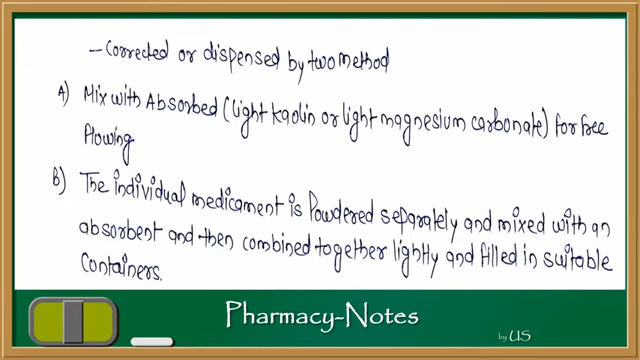 - Corrected or dispensed by two method
A) Mix with Absorbed (light kaolin or light magnesium carbonate) for free
flowing
B) The individual medicament is Powdered separately and mixed with an
absorbent and then combined together lightly and filled in suitable
Containers.
Pharmacy-Notes
by US